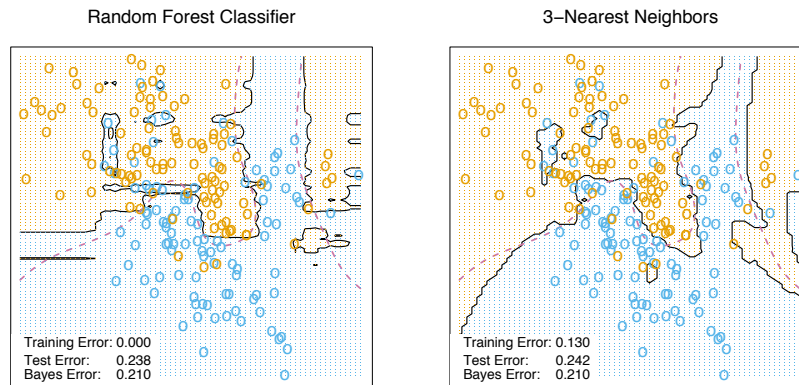 Random Forest Classifier
Training Error: 0.000
Test Error: 0.238
Bayes Error: 0.210
3−Nearest Neighbors
Training Error: 0.130
Test Error: 0.242
Bayes Error: 0.210